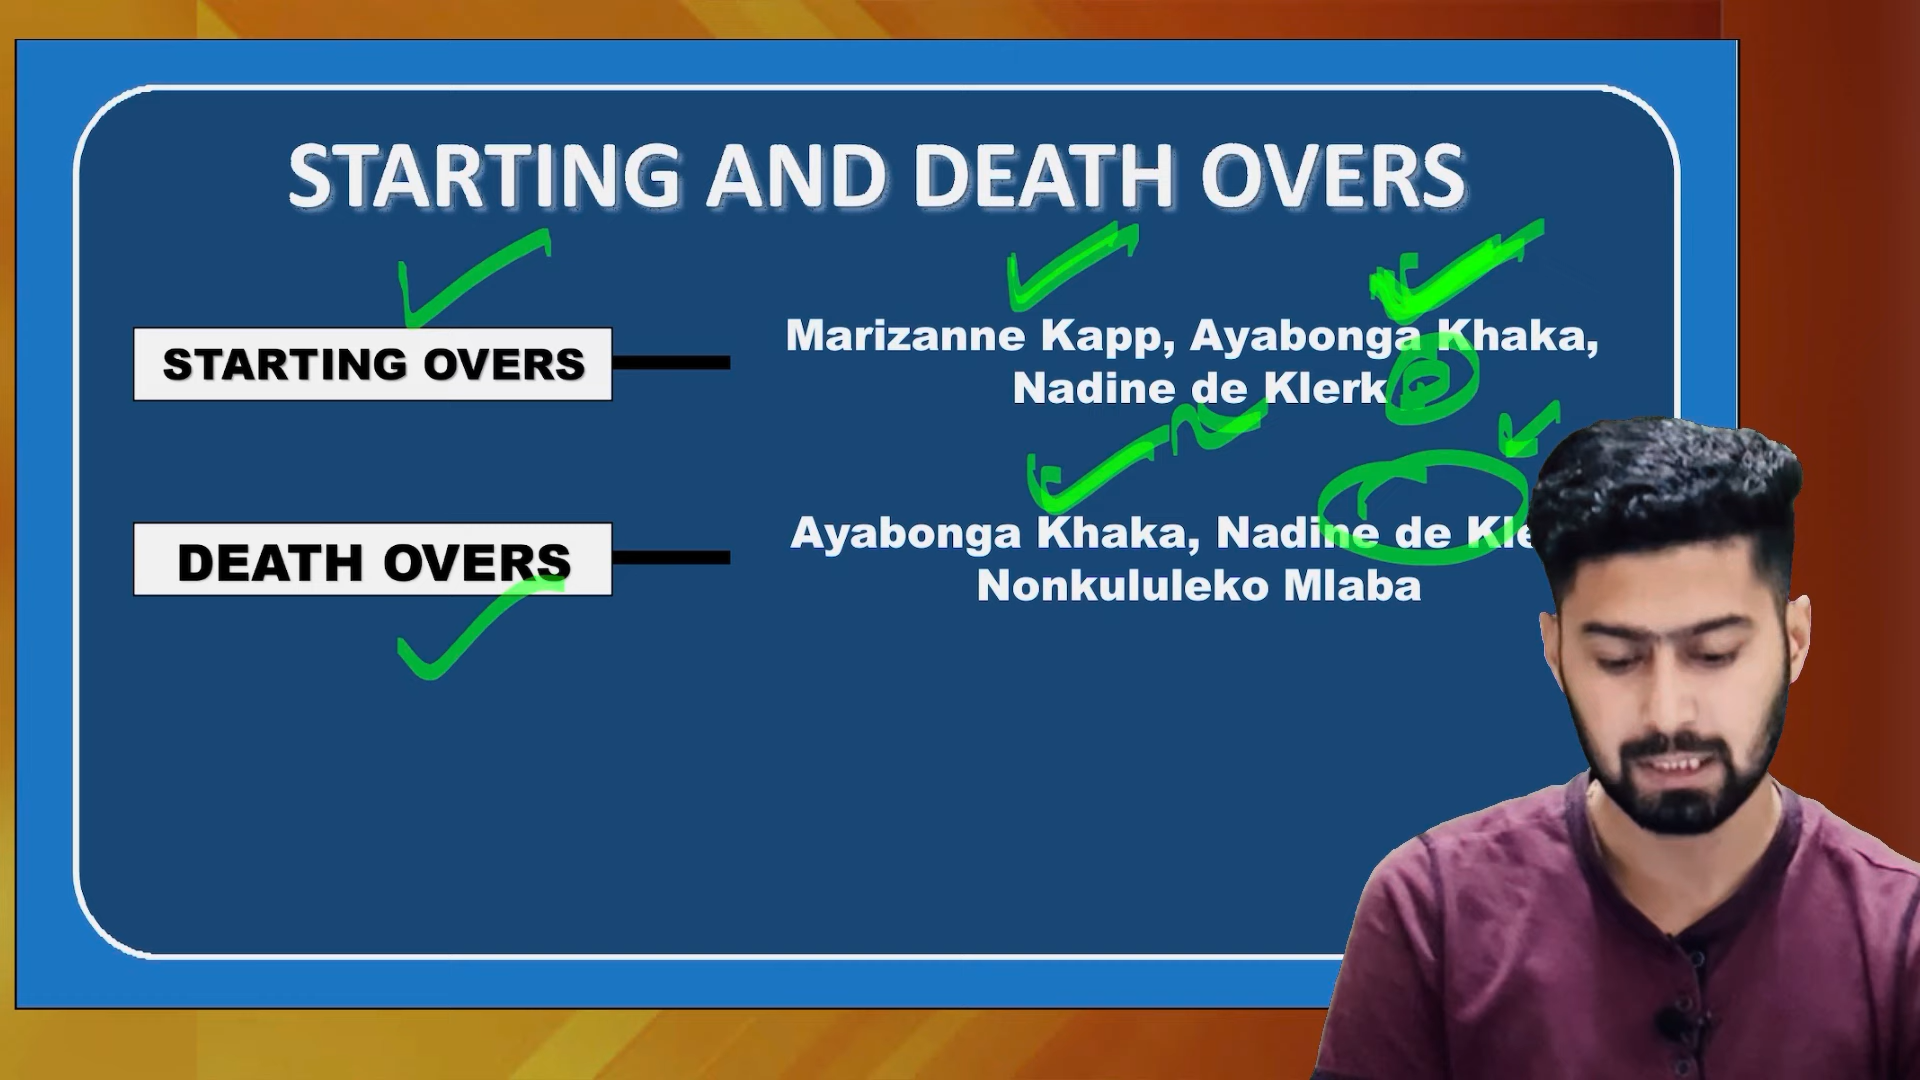 STARTING AND DEATH OVERS
STARTING OVERS
Marizanne Kapp, Ayabonga Khaka,
Nadine de Klerk
DEATH OVERS
Ayabonga Khaka, Nadine de
Nonkululeko Mlaba